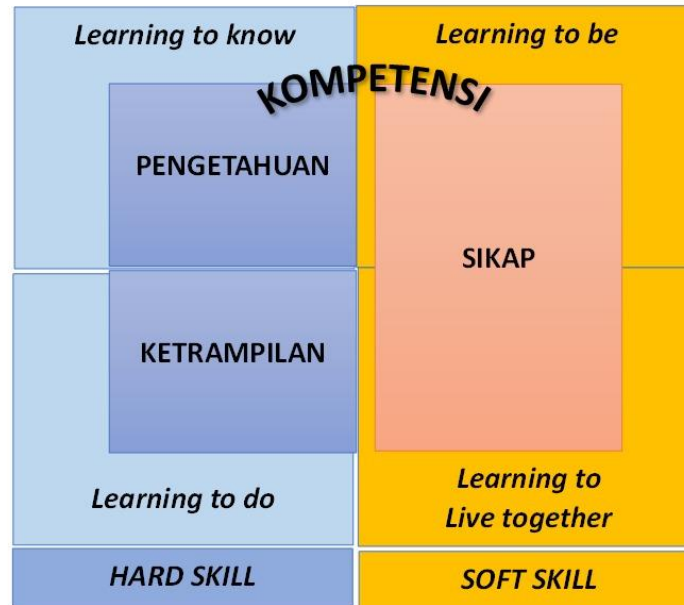 Learning to know
Learning to be
KOMPETENSI
PENGETAHUAN
SIKAP
KETRAMPILAN
Learning to do
Learning to
Live together
HARD SKILL
SOFT SKILL